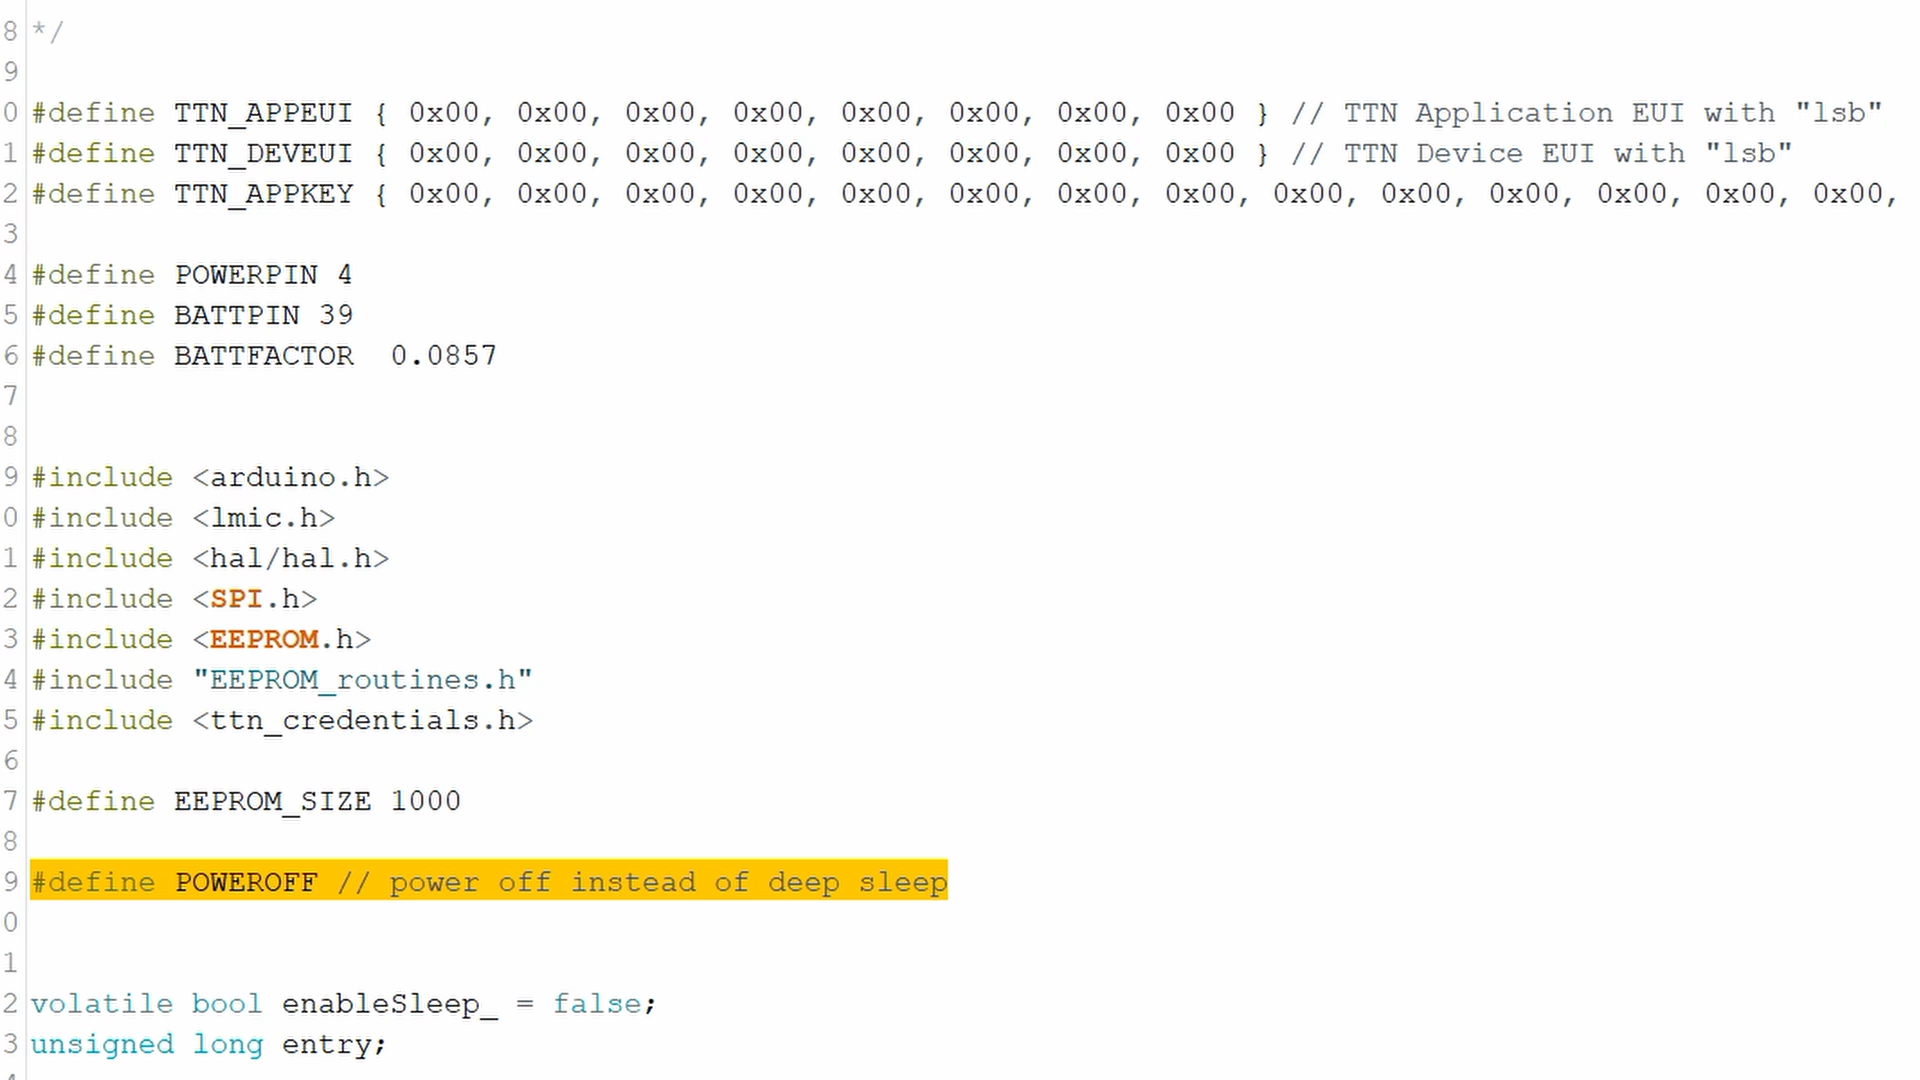 8 */
9
0 #define TTN_APPEUI { 0x00, 0x00, 0x00, 0x00, 0x00, 0x00, 0x00, 0x00 } // TTN Application EUI with "lsb"
1 #define TTN_DEVEUI { 0x00, 0x00, 0x00, 0x00, 0x00, 0x00, 0x00, 0x00 } // TTN Device EUI with "lsb"
2 #define TTN_APPKEY { 0x00, 0x00, 0x00, 0x00, 0x00, 0x00, 0x00, 0x00, 0x00, 0x00, 0x00, 0x00, 0x00, 0x00,
3
4 #define POWERPIN 4
5 #define BATTPIN 39
6 #define BATTFACTOR  0.0857
7
8
9 #include <arduino.h>
0 #include <lmic.h>
1 #include <hal/hal.h>
2 #include <SPI.h>
3 #include <EEPROM.h>
4 #include "EEPROM_routines.h"
5 #include <ttn_credentials.h>
6
7 #define EEPROM_SIZE 1000
8
9 #define POWEROFF // power off instead of deep sleep
0
1
2 volatile bool enableSleep_ = false;
3 unsigned long entry;